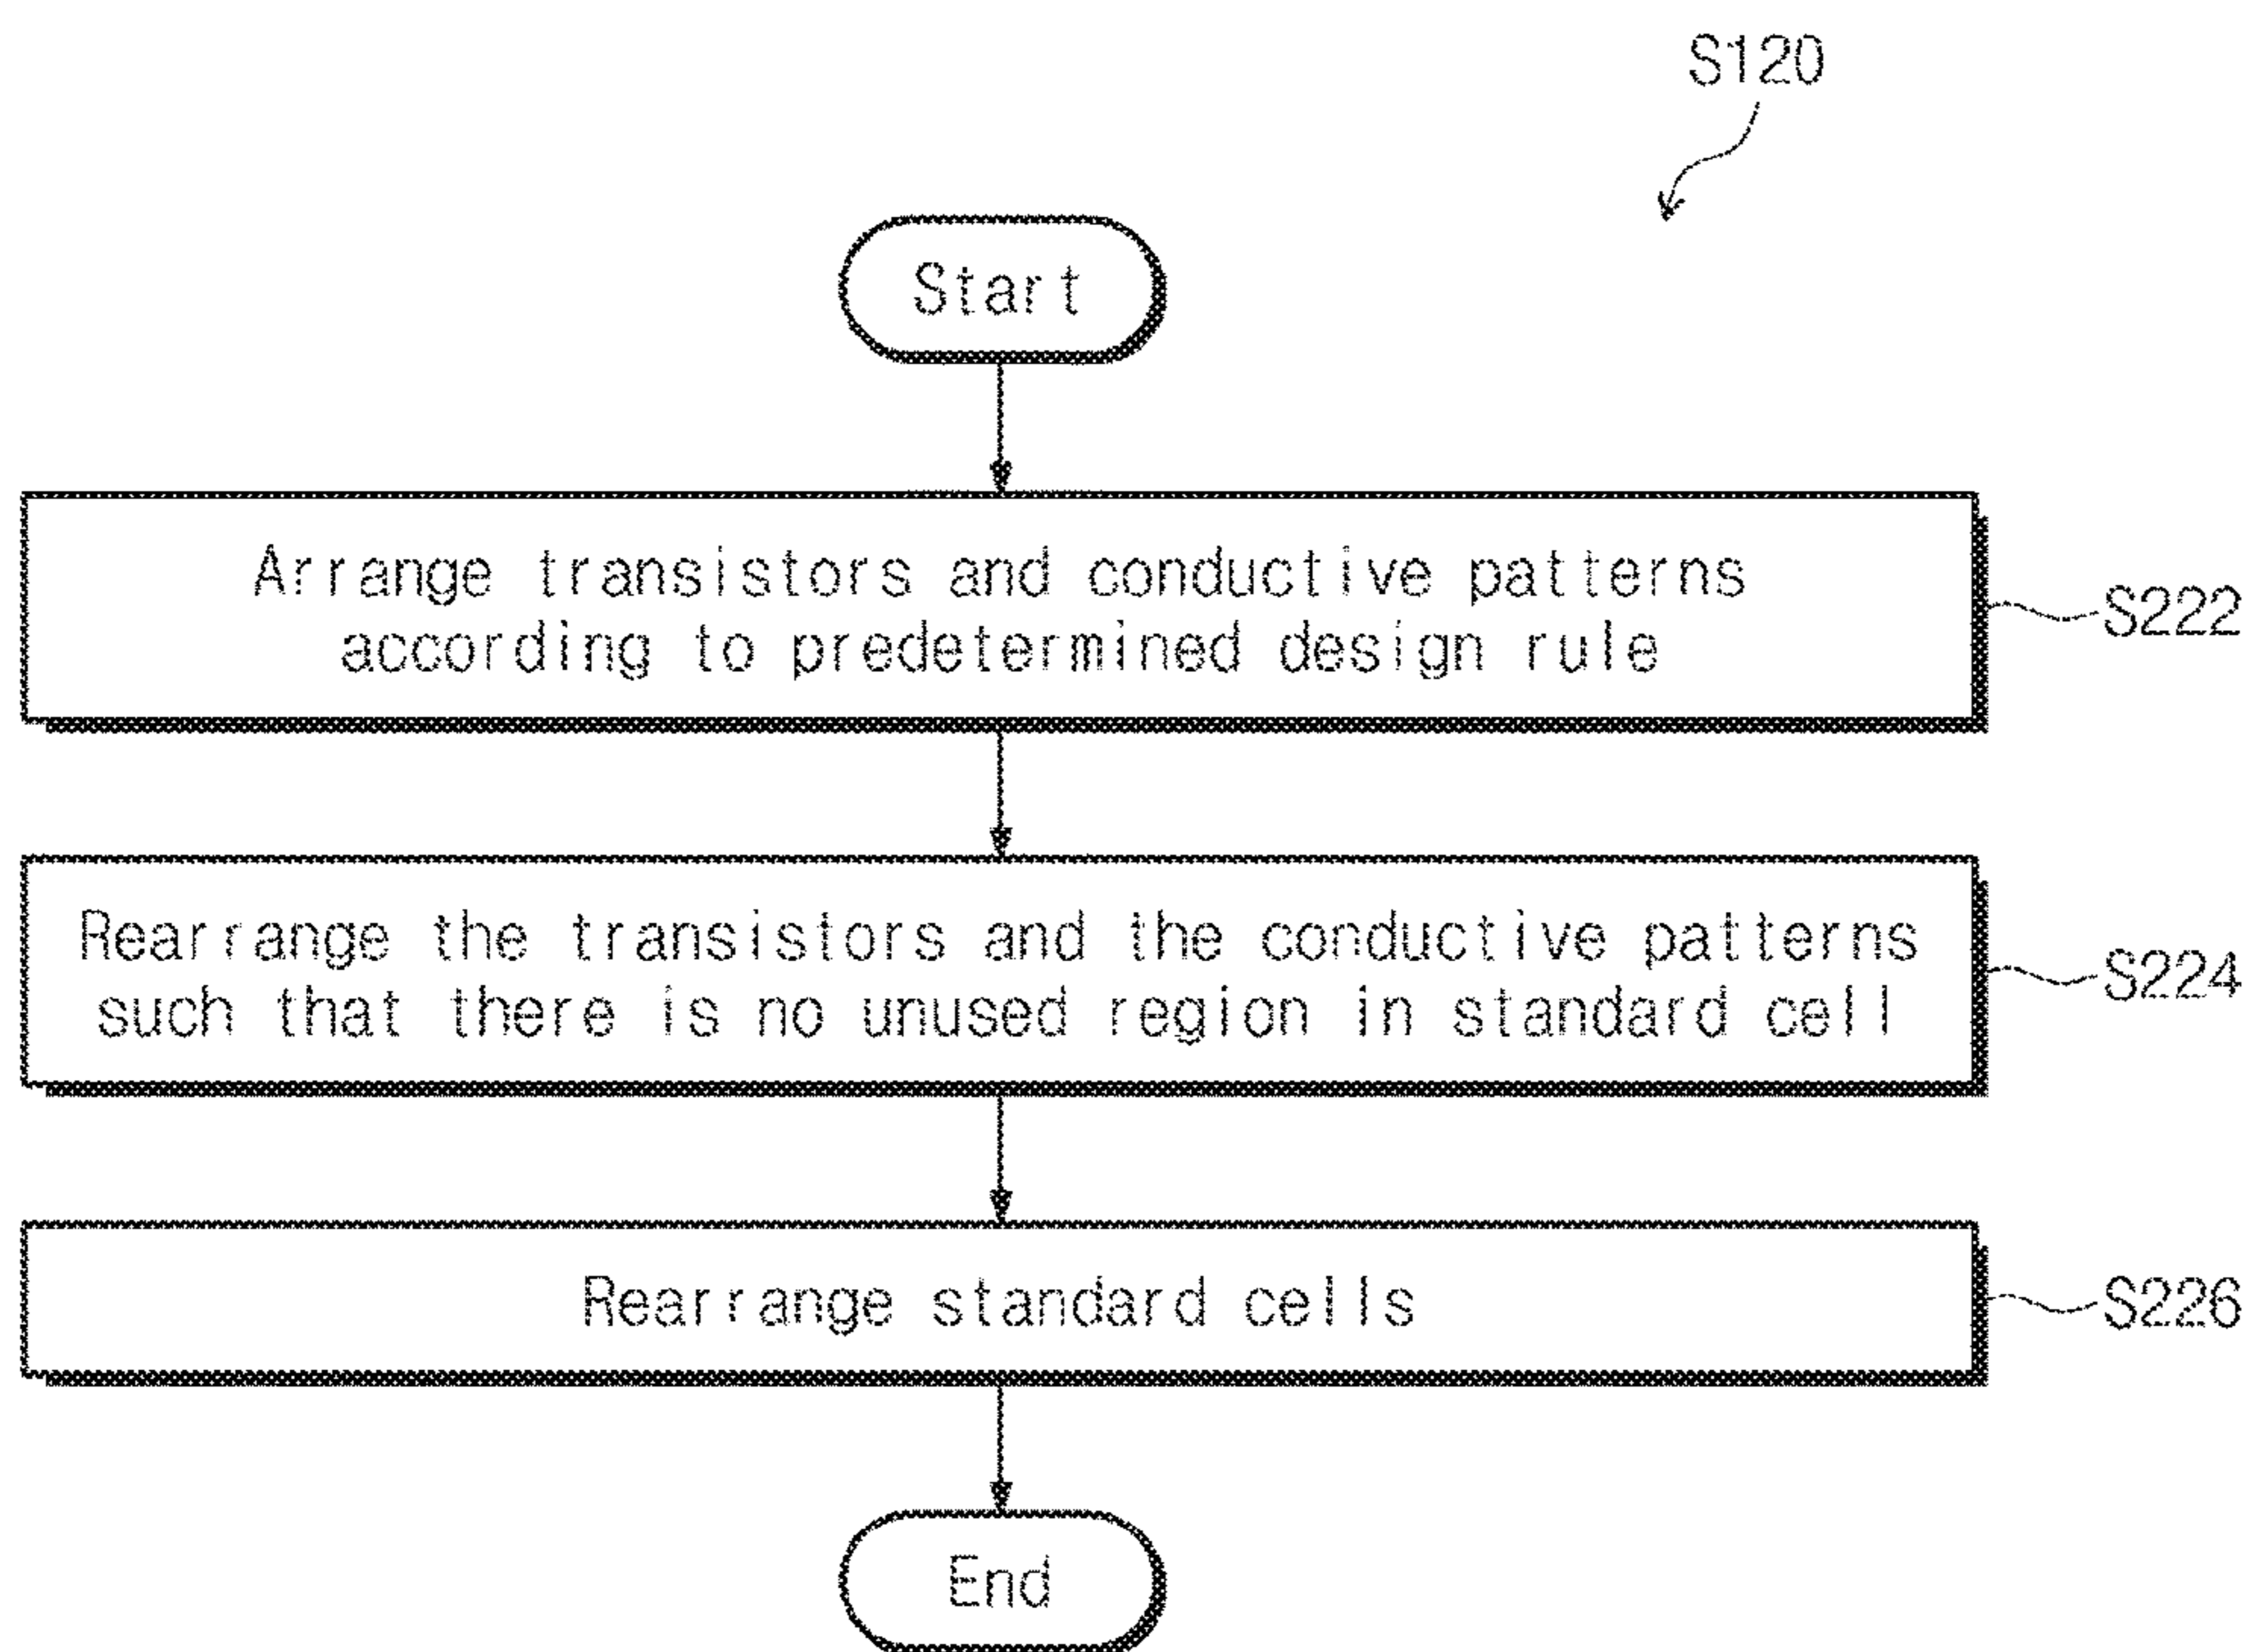 S120
Start
Arrange transistors and conductive patterns
according to predetermined design rule
S222
Rearrange the transistors and the conductive patterns
such that there is no unused region in standard cell
S224
Rearrange standard cells
S226
End